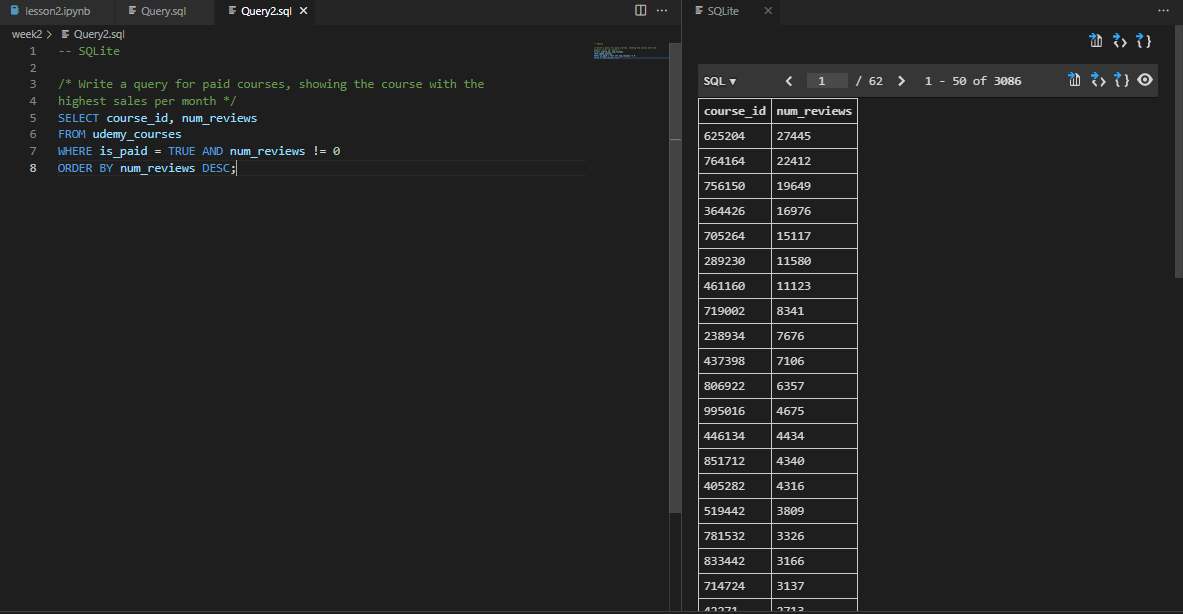 lesson2.ipynb
Query.sql
Query2.sql
week2 > Query2.sql
1 -- SQLite
2
3 /* Write a query for paid courses, showing the course with the
4 highest sales per month */
5 SELECT course_id, num_reviews
6 FROM udemy_courses
7 WHERE is_paid = TRUE AND num_reviews != 0
8 ORDER BY num_reviews DESC;
SQLite
SQL ▾ < 1 / 62 > 1 - 50 of 3086
course_id num_reviews
625204 27445
764164 22412
756150 19649
364426 16976
705264 15117
289230 11580
461160 11123
719002 8341
238934 7676
437398 7106
806922 6357
995016 4675
446134 4434
851712 4340
405282 4316
519442 3809
781532 3326
833442 3166
714724 3137
42271 2713